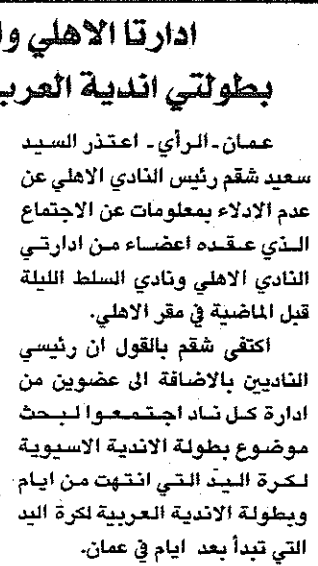 ادارتا الاهلي
بطولتي اندية
عمان-الرأي- اعتذر السيد
سعيد شقم رئيس النادي الاهلي عن
عدم الإدلاء بمعلومات عن الاجتماع
الذي عقده اعضاء من ادارتي
النادي الاهلي ونادي السلط الليلة
قبل الماضية في مقر الاهلي.
اكتفى شقم بالقول ان رئيسي
الناديين بالاضافة الى عضوين من
ادارة كل ناد اجتمعوا لبحث
موضوع بطولة الاندية الاسيوية
لكرة اليد التي انتهت من ايام
وبطولة الاندية العربية لكرة اليد
التي تبدأ بعد ايام في عمان.